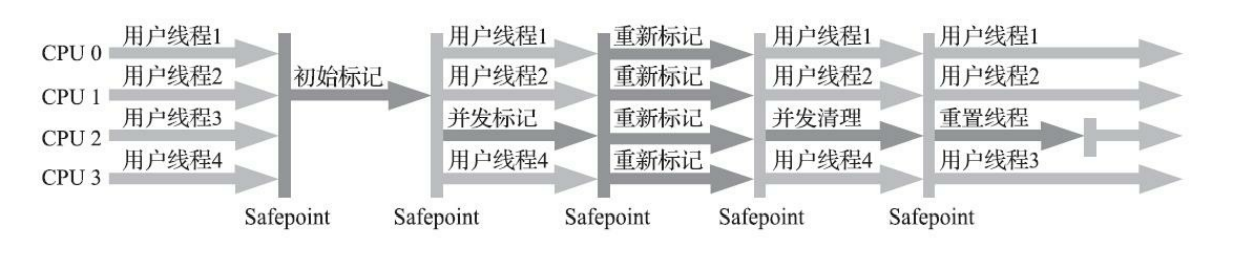 CPU 0 用户线程1 用户线程1 重新标记 用户线程1 用户线程1
CPU 1 用户线程2 初始标记 用户线程2 重新标记 用户线程2 用户线程2
CPU 2 用户线程3 并发标记 重新标记 并发清理 重置线程
CPU 3 用户线程4 用户线程4 重新标记 用户线程4 用户线程3
Safepoint Safepoint Safepoint Safepoint Safepoint